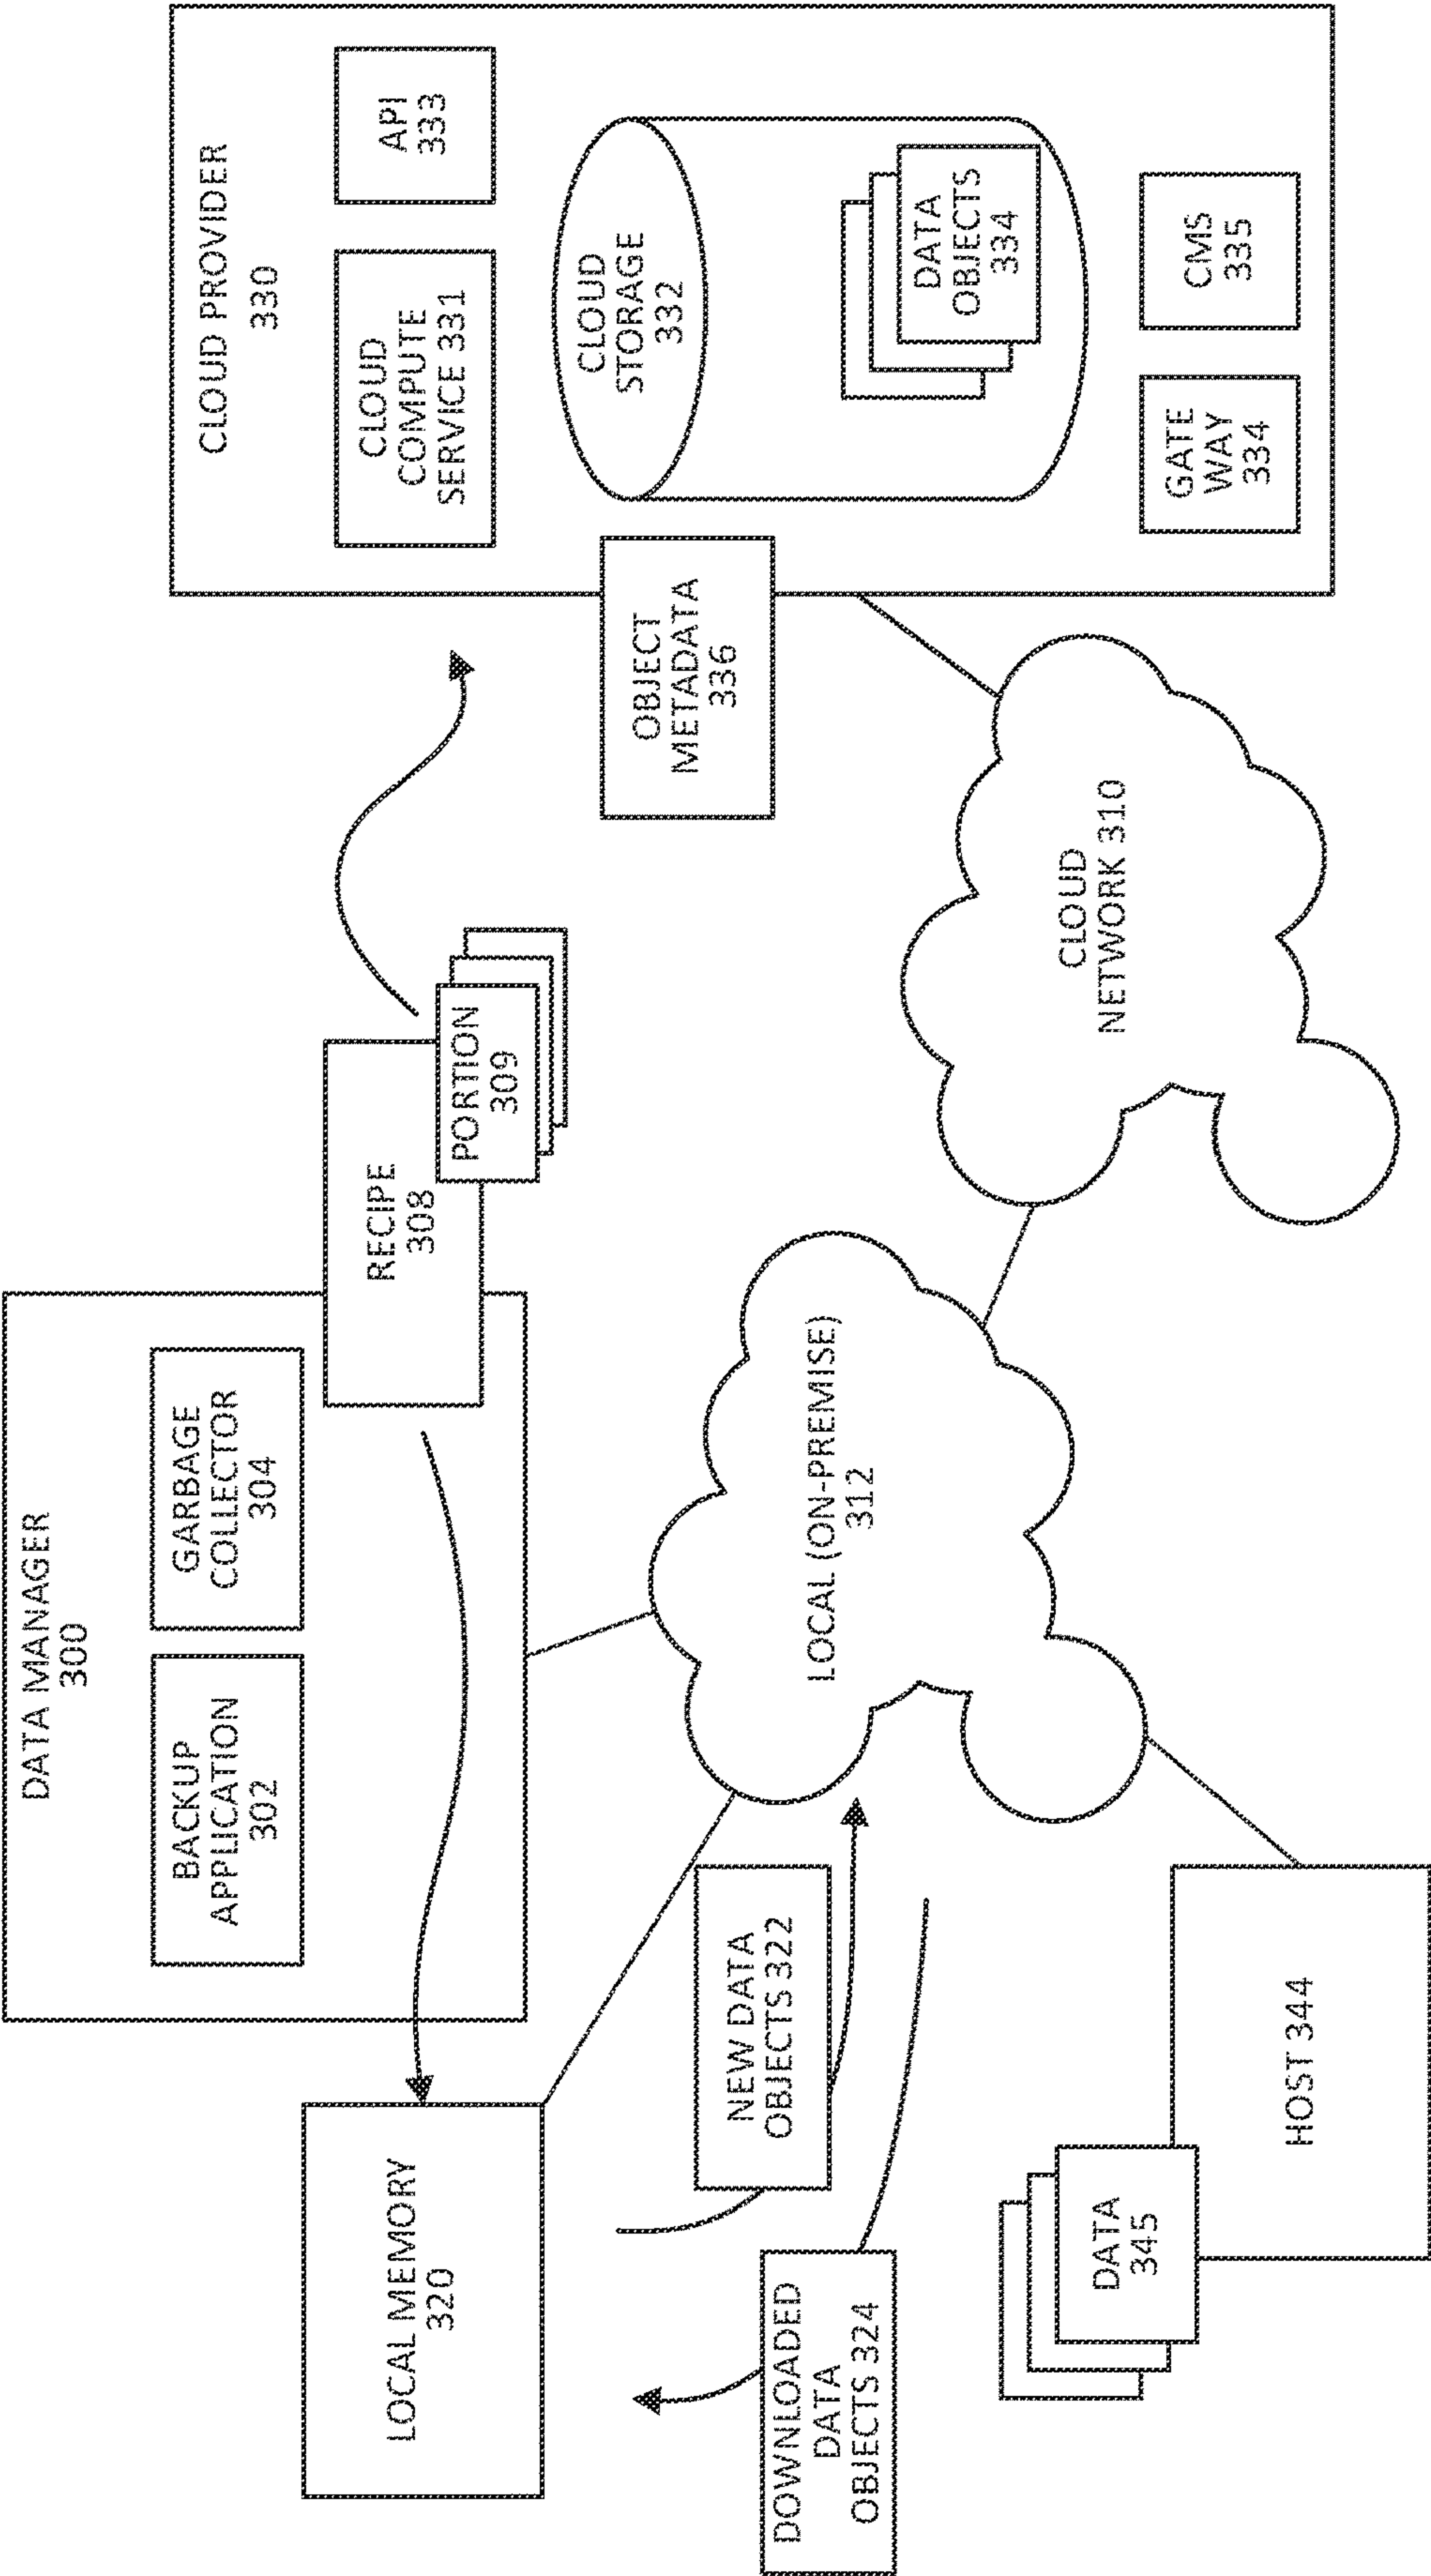 DATA MANAGER
300
BACKUP
APPLICATION
302
GARBAGE
COLLECTOR
304
RECIPE
308
PORTION
309
CLOUD PROVIDER
330
CLOUD
COMPUTE
SERVICE 331
API
333
CLOUD
STORAGE
332
DATA
OBJECTS
334
GATE
WAY
334
CMS
335
OBJECT
METADATA
336
LOCAL MEMORY
320
NEW DATA
OBJECTS 322
DOWNLOADED
DATA
OBJECTS 324
LOCAL (ON-PREMISE)
312
CLOUD
NETWORK 310
DATA
345
HOST 344